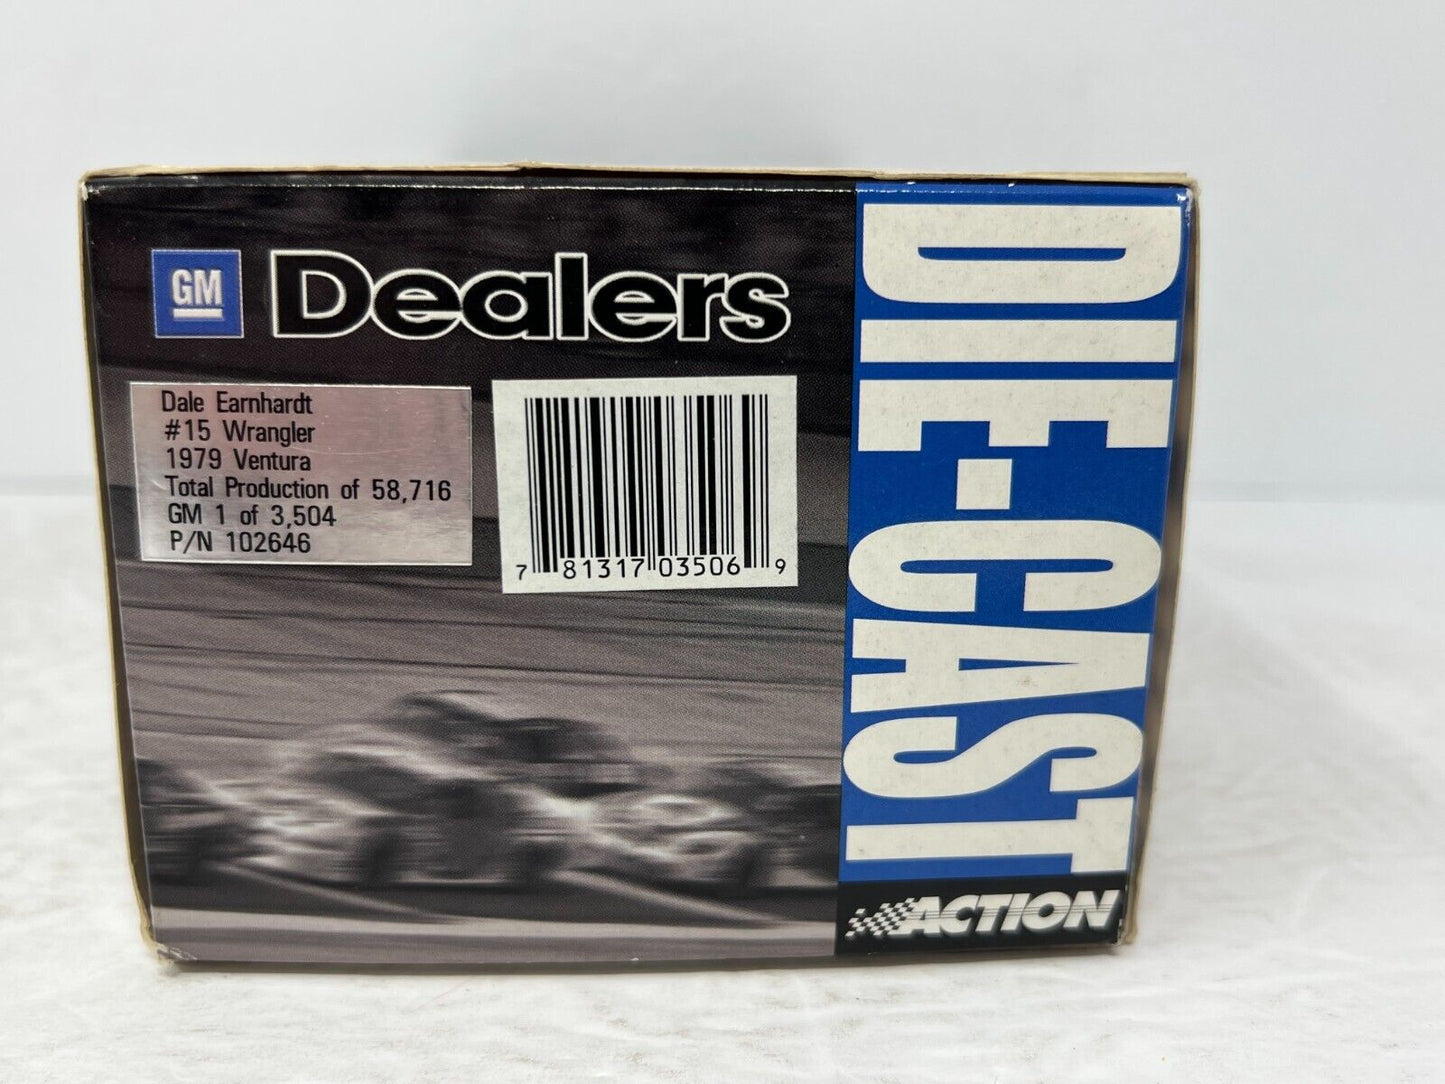 GM Dealers
Dale Earnhardt
#15 Wrangler
1979 Ventura
Total Production of 58,716
GM 1 of 3,504
P/N 102646
7 81317 03506 9
DIE-CAST
ACTION